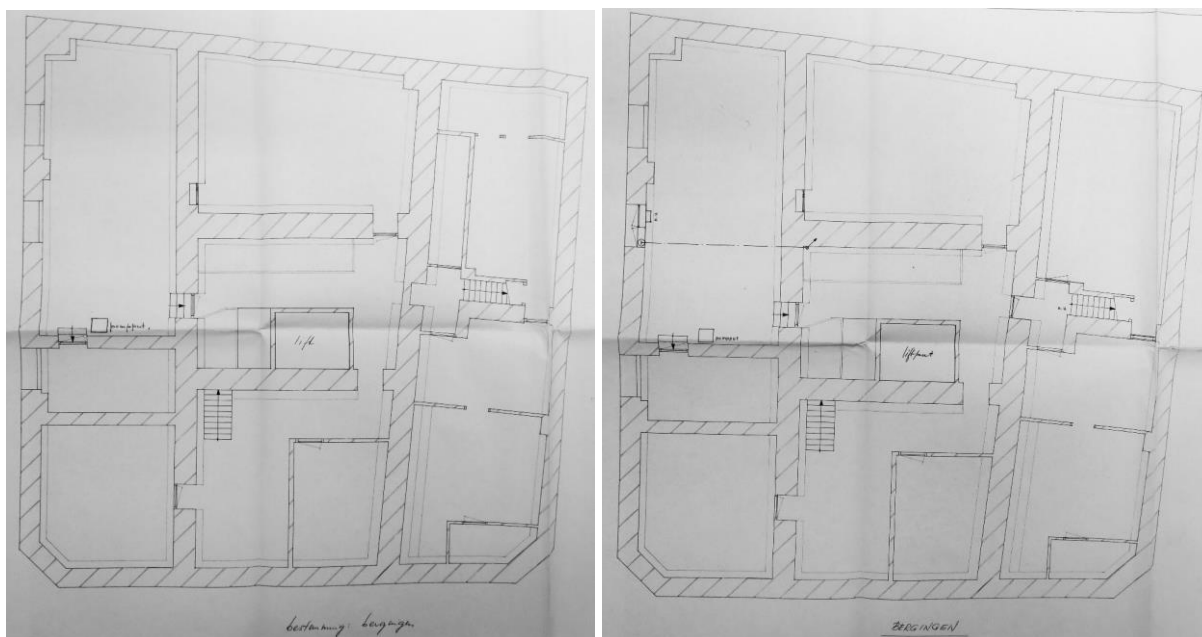 pompput.
lift
bestemming: bergingen
pompput
liftput
BERGINGEN